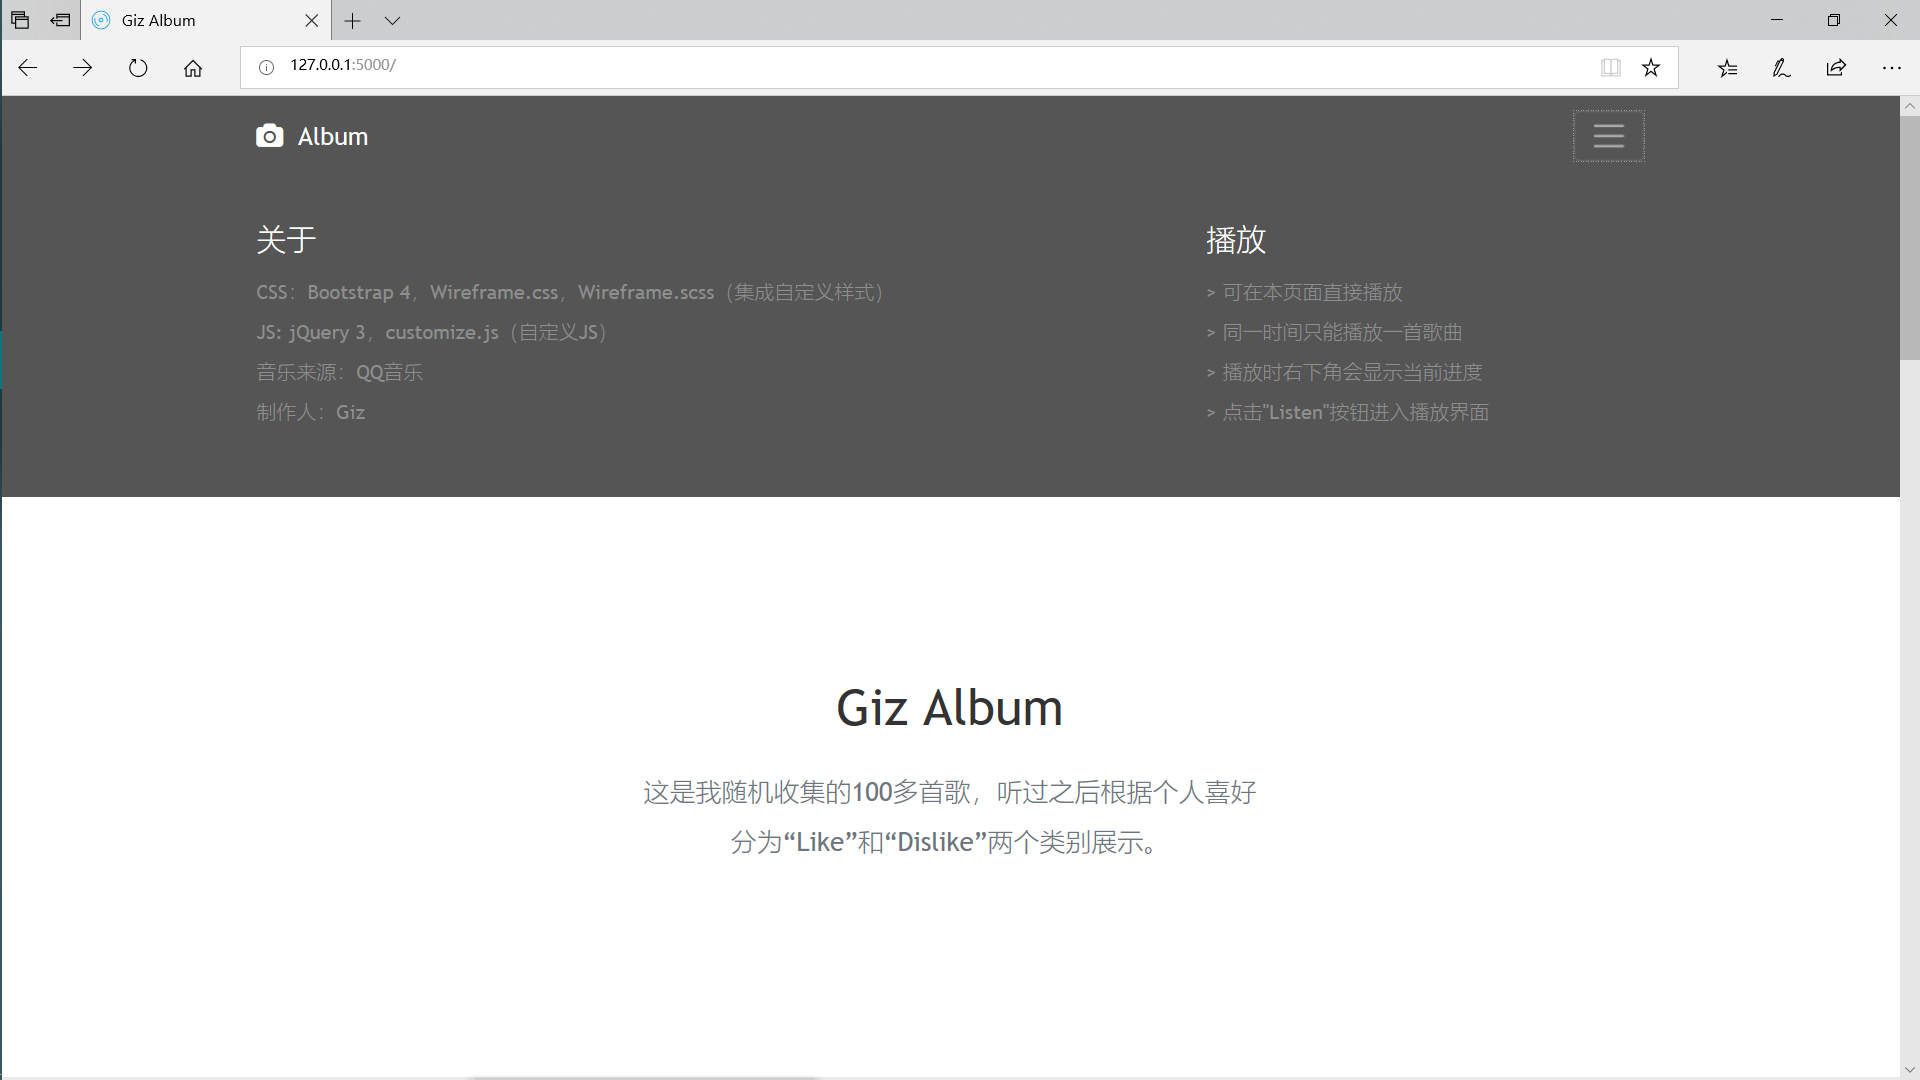 Giz Album
127.0.0.1:5000/
Album
关于
CSS：Bootstrap 4，Wireframe.css，Wireframe.scss（集成自定义样式）
JS: jQuery 3，customize.js（自定义JS）
音乐来源：QQ音乐
制作人：Giz
播放
> 可在本页面直接播放
> 同一时间只能播放一首歌曲
> 播放时右下角会显示当前进度
> 点击"Listen"按钮进入播放界面
Giz Album
这是我随机收集的100多首歌，听过之后根据个人喜好
分为“Like”和“Dislike”两个类别展示。